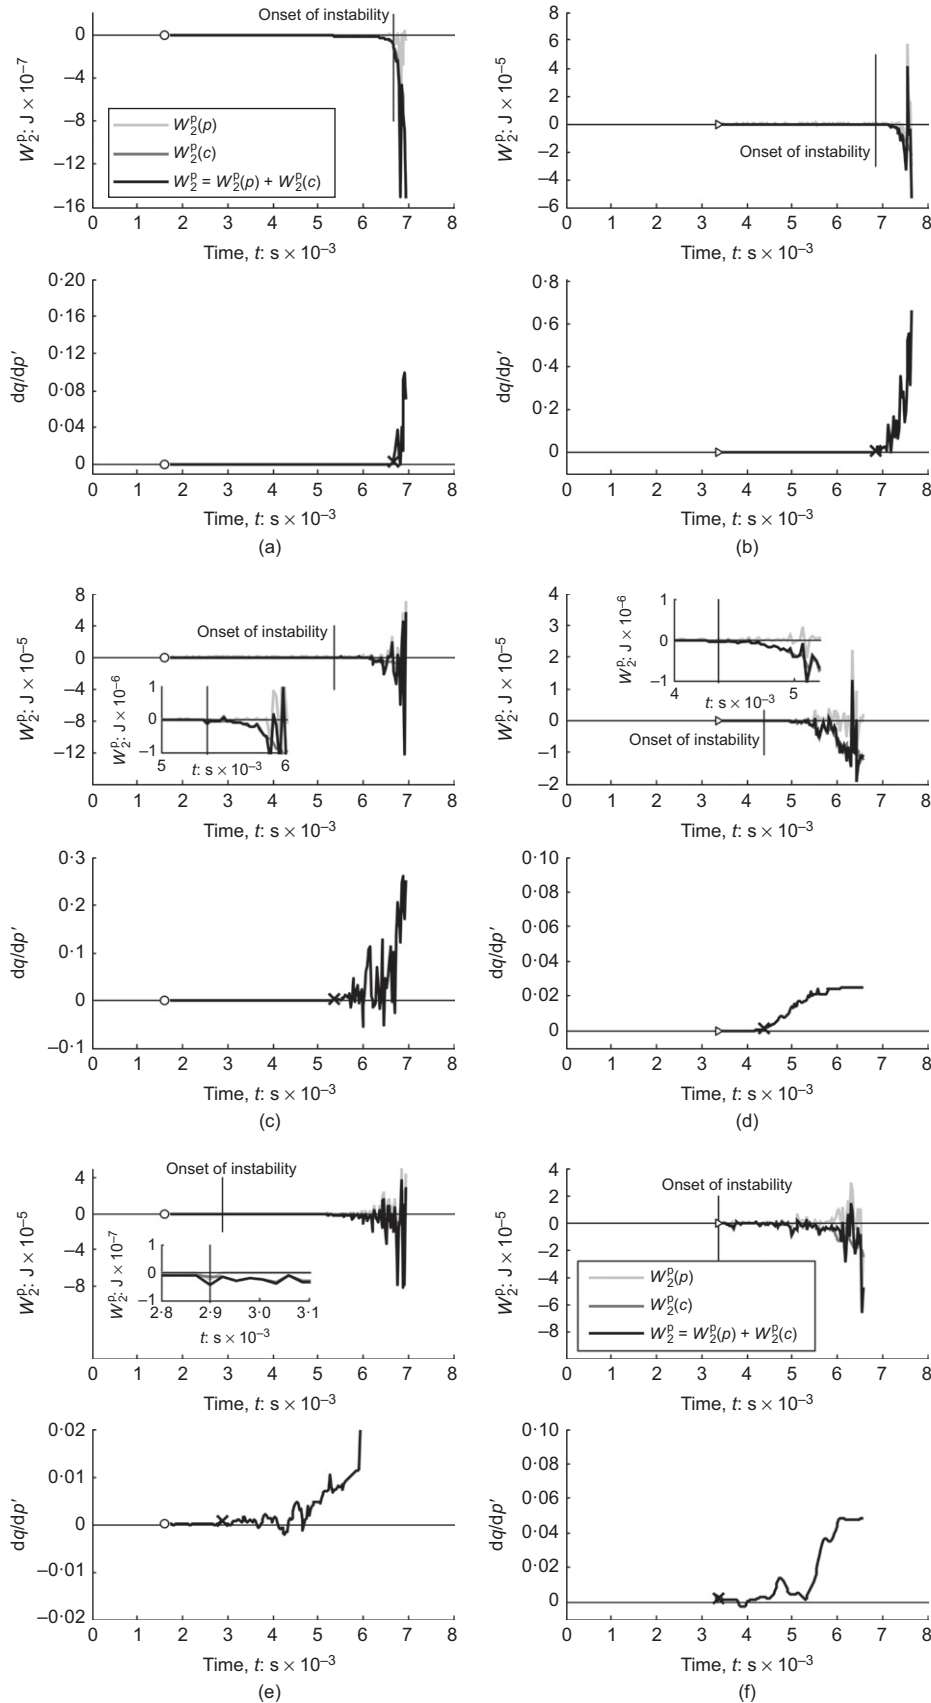 Onset of instability
0
–4
–8
–12
–16
W₂ᵖ: J × 10⁻⁷
W₂ᵖ(p)
W₂ᵖ(c)
W₂ᵖ = W₂ᵖ(p) + W₂ᵖ(c)
0 1 2 3 4 5 6 7 8
Time, t: s × 10⁻³
0·20
0·16
0·12
0·08
0·04
0
dq/dp′
0 1 2 3 4 5 6 7 8
Time, t: s × 10⁻³
(a)
8
6
4
2
0
–2
–4
–6
W₂ᵖ: J × 10⁻⁵
Onset of instability
0 1 2 3 4 5 6 7 8
Time, t: s × 10⁻³
0·8
0·6
0·4
0·2
0
dq/dp′
0 1 2 3 4 5 6 7 8
Time, t: s × 10⁻³
(b)
8
4
0
–4
–8
–12
W₂ᵖ: J × 10⁻⁵
Onset of instability
W₂ᵖ: J × 10⁻⁶
1
0
–1
5 6
t: s × 10⁻³
0 1 2 3 4 5 6 7 8
Time, t: s × 10⁻³
0·3
0·2
0·1
0
–0·1
dq/dp′
0 1 2 3 4 5 6 7 8
Time, t: s × 10⁻³
(c)
4
3
2
1
0
–1
–2
W₂ᵖ: J × 10⁻⁵
W₂ᵖ: J × 10⁻⁶
1
0
–1
4 5
t: s × 10⁻³
Onset of instability
0 1 2 3 4 5 6 7 8
Time, t: s × 10⁻³
0·10
0·08
0·06
0·04
0·02
0
dq/dp′
0 1 2 3 4 5 6 7 8
Time, t: s × 10⁻³
(d)
Onset of instability
4
0
–4
–8
W₂ᵖ: J × 10⁻⁵
W₂ᵖ: J × 10⁻⁷
1
0
–1
2·8 2·9 3·0 3·1
t: s × 10⁻³
0 1 2 3 4 5 6 7 8
Time, t: s × 10⁻³
0·02
0·01
0
–0·01
–0·02
dq/dp′
0 1 2 3 4 5 6 7 8
Time, t: s × 10⁻³
(e)
4
2
0
–2
–4
–6
–8
W₂ᵖ: J × 10⁻⁵
Onset of instability
W₂ᵖ(p)
W₂ᵖ(c)
W₂ᵖ = W₂ᵖ(p) + W₂ᵖ(c)
0 1 2 3 4 5 6 7 8
Time, t: s × 10⁻³
0·10
0·08
0·06
0·04
0·02
0
dq/dp′
0 1 2 3 4 5 6 7 8
Time, t: s × 10⁻³
(f)